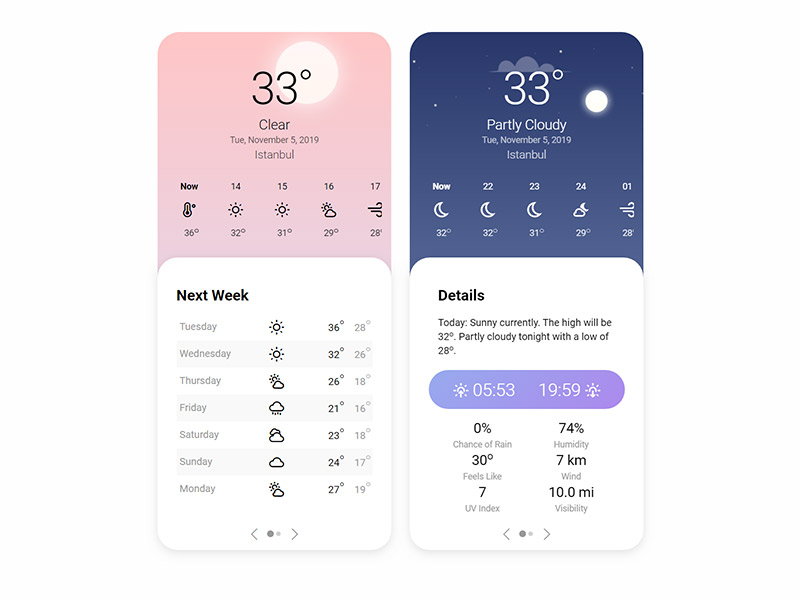 33°
Clear
Tue, November 5, 2019
Istanbul
Now 14 15 16 17
36° 32° 31° 29° 28°
Next Week
Tuesday 36° 28°
Wednesday 32° 26°
Thursday 26° 18°
Friday 21° 16°
Saturday 23° 18°
Sunday 24° 17°
Monday 27° 19°
33°
Partly Cloudy
Tue, November 5, 2019
Istanbul
Now 22 23 24 01
32° 32° 31° 29° 28°
Details
Today: Sunny currently. The high will be
32º. Partly cloudy tonight with a low of
28º.
05:53 19:59
0% 74%
Chance of Rain Humidity
30° 7 km
Feels Like Wind
7 10.0 mi
UV Index Visibility